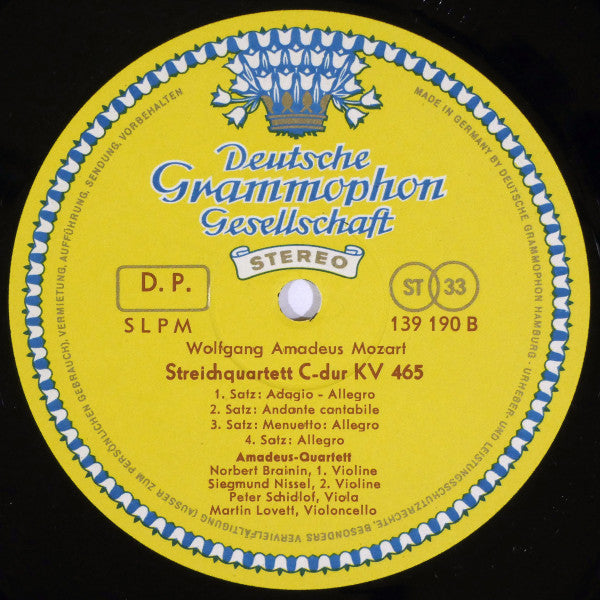 Deutsche
Grammophon
Gesellschaft
STEREO
D. P.
SLPM
ST 33
139 190 B
Wolfgang Amadeus Mozart
Streichquartett C-dur KV 465
1. Satz: Adagio - Allegro
2. Satz: Andante cantabile
3. Satz: Menuetto: Allegro
4. Satz: Allegro
Amadeus-Quartett
Norbert Brainin, 1. Violine
Siegmund Nissel, 2. Violine
Peter Schidlof, Viola
Martin Lovett, Violoncello
MADE IN GERMANY BY DEUTSCHE GRAMMOPHON HAMBURG · URHEBER- UND LEISTUNGSSCHUTZRECHTE, BESONDERS VERVIELFÄLTIGUNG (AUSSER ZUM PERSÖNLICHEN GEBRAUCH), VERMIETUNG, AUFFÜHRUNG, SENDUNG, VORBEHALTEN